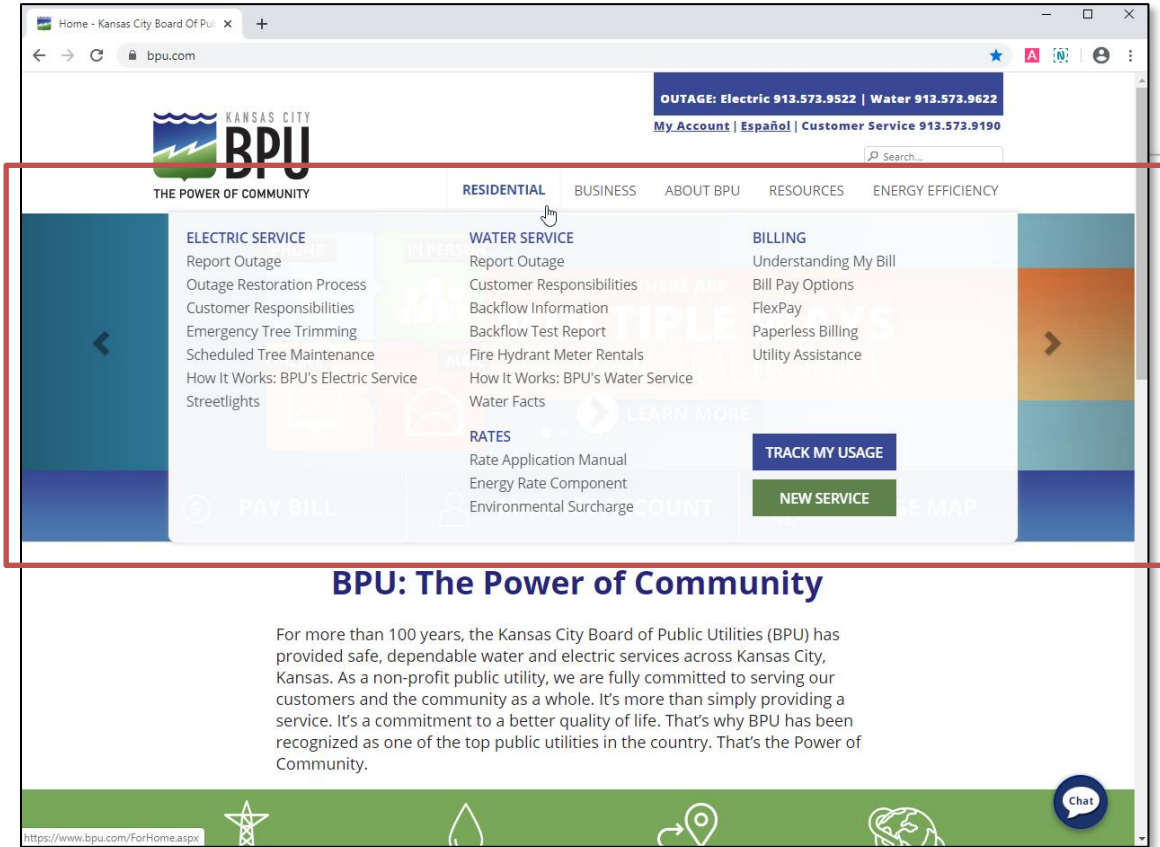 Home - Kansas City Board Of Pu
bpu.com
OUTAGE: Electric 913.573.9522 | Water 913.573.9622
My Account | Español | Customer Service 913.573.9190
Search...
KANSAS CITY
BPU
THE POWER OF COMMUNITY
RESIDENTIAL BUSINESS ABOUT BPU RESOURCES ENERGY EFFICIENCY
ELECTRIC SERVICE
Report Outage
Outage Restoration Process
Customer Responsibilities
Emergency Tree Trimming
Scheduled Tree Maintenance
How It Works: BPU's Electric Service
Streetlights
WATER SERVICE
Report Outage
Customer Responsibilities
Backflow Information
Backflow Test Report
Fire Hydrant Meter Rentals
How It Works: BPU's Water Service
Water Facts
RATES
Rate Application Manual
Energy Rate Component
Environmental Surcharge
BILLING
Understanding My Bill
Bill Pay Options
FlexPay
Paperless Billing
Utility Assistance
TRACK MY USAGE
NEW SERVICE
IN PERSON
LEARN MORE
PAY BILL
BPU: The Power of Community
For more than 100 years, the Kansas City Board of Public Utilities (BPU) has
provided safe, dependable water and electric services across Kansas City,
Kansas. As a non-profit public utility, we are fully committed to serving our
customers and the community as a whole. It's more than simply providing a
service. It's a commitment to a better quality of life. That's why BPU has been
recognized as one of the top public utilities in the country. That's the Power of
Community.
Chat
https://www.bpu.com/ForHome.aspx